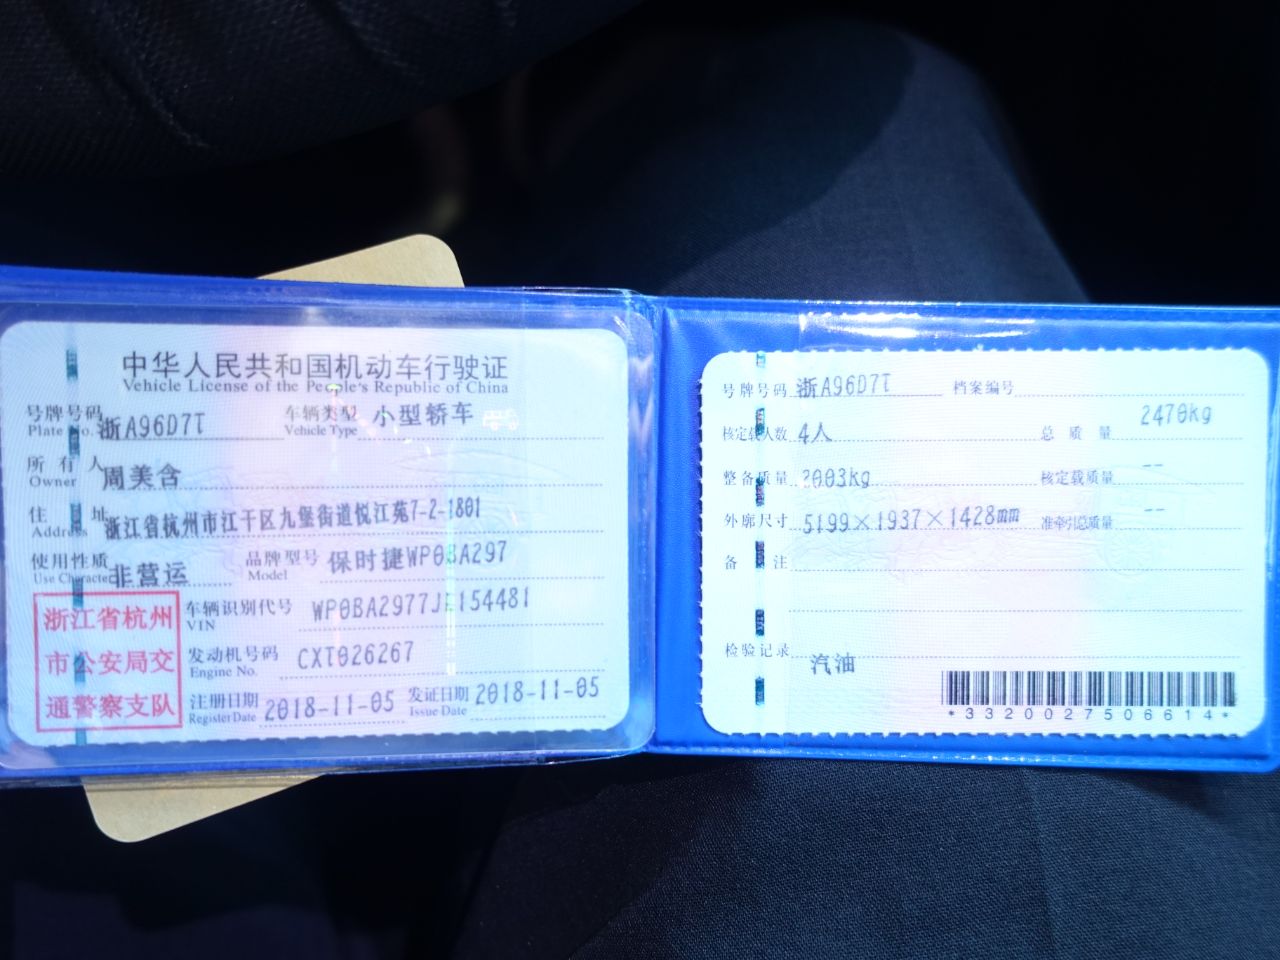 中华人民共和国机动车行驶证
Vehicle License of the People's Republic of China
号牌号码 浙A96D7T 车辆类型 小型轿车
Plate No. Vehicle Type
所有人 周美含
Owner
住址 浙江省杭州市江干区九堡街道悦江苑7-2-1801
Address
使用性质 非营运 品牌型号 保时捷WP0BA297
Use Character Model
浙江省杭州
市公安局交
通警察支队
车辆识别代号
VIN
发动机号码 CXT026267
Engine No.
注册日期 2018-11-05 发证日期 2018-11-05
Register Date Issue Date
号牌号码 浙A96D7T 档案编号
核定载人数 4人 总质量 2470kg
整备质量 2003kg 核定载质量 --
外廓尺寸 5199×1937×1428mm 准牵引总质量 --
备注
检验记录 汽油
*3320027506614*